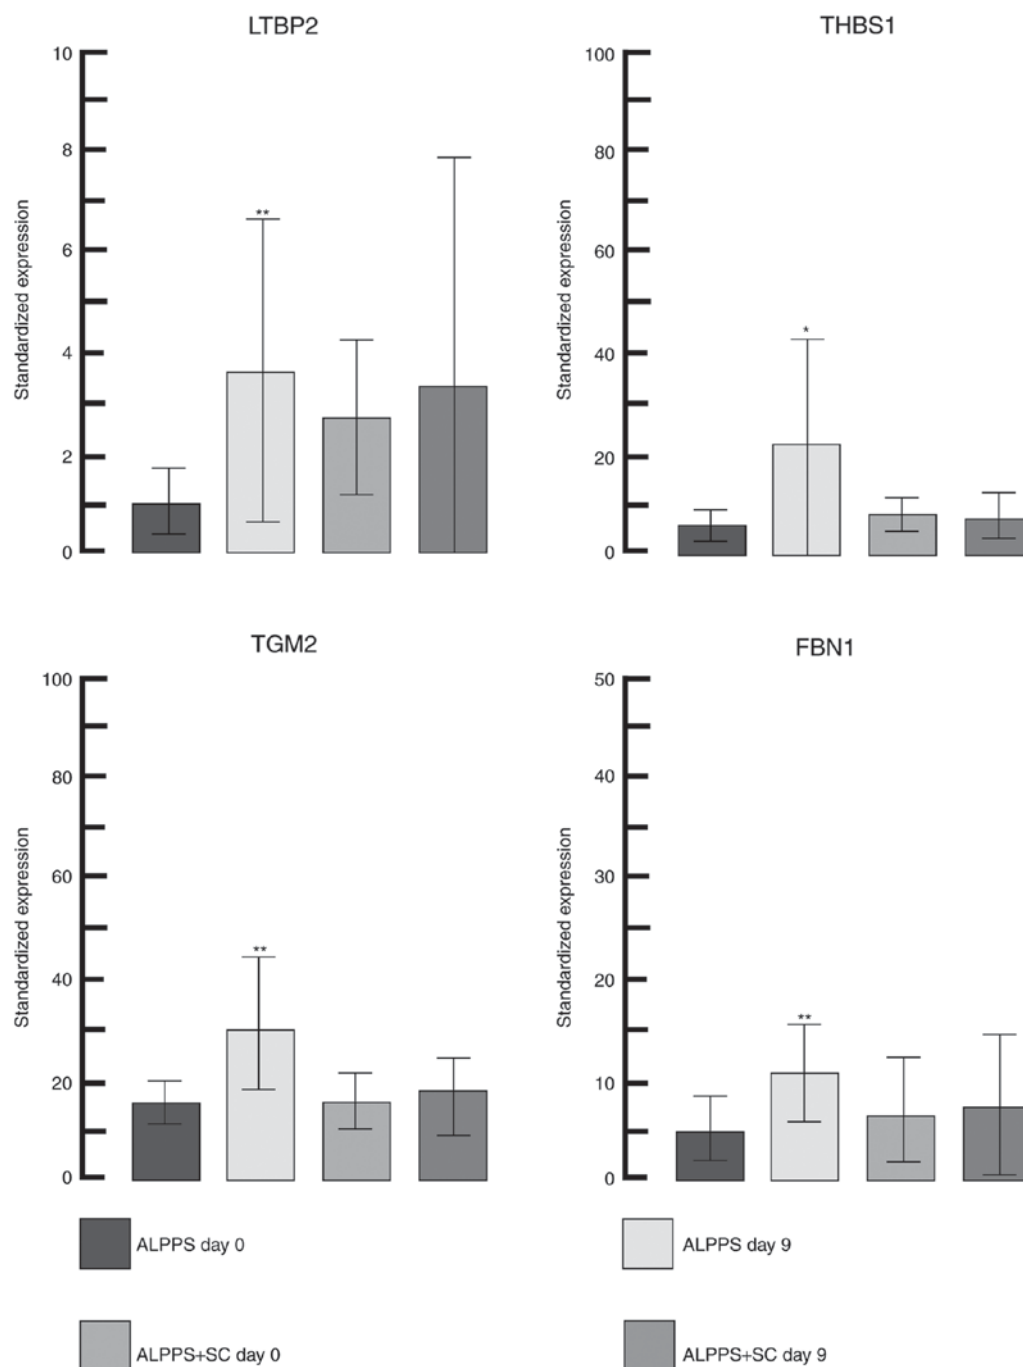 LTBP2
Standardized expression
10
8
6
4
2
0
**
THBS1
Standardized expression
100
80
60
40
20
0
*
TGM2
Standardized expression
100
80
60
40
20
0
**
FBN1
Standardized expression
50
40
30
20
10
0
**
ALPPS day 0
ALPPS day 9
ALPPS+SC day 0
ALPPS+SC day 9